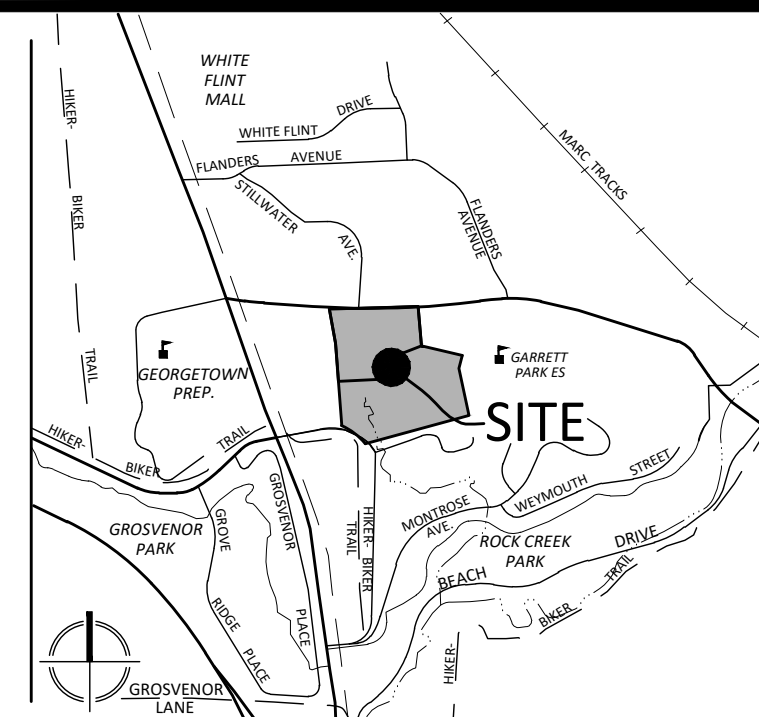 WHITE
FLINT
MALL
DRIVE
WHITE FLINT
FLANDERS AVENUE
STILLWATER
AVE.
FLANDERS
AVENUE
MARC TRACKS
HIKER-
BIKER
TRAIL
GEORGETOWN
PREP.
GARRETT
PARK ES
SITE
HIKER-
BIKER
TRAIL
GROSVENOR
PLACE
GROVE
RIDGE
PLACE
GROSVENOR
PARK
HIKER- BIKER
TRAIL
MONTROSE
AVE.
WEYMOUTH STREET
ROCK CREEK
PARK
BEACH DRIVE
HIKER-
BIKER
TRAIL
GROSVENOR
LANE